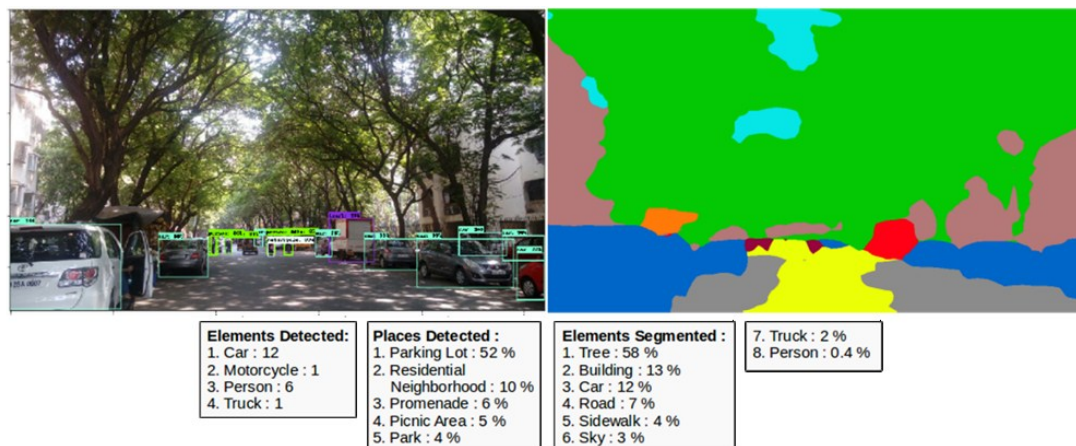 Elements Detected:
1. Car : 12
2. Motorcycle : 1
3. Person : 6
4. Truck : 1
Places Detected :
1. Parking Lot : 52 %
2. Residential
Neighborhood : 10 %
3. Promenade : 6 %
4. Picnic Area : 5 %
5. Park : 4 %
Elements Segmented :
1. Tree : 58 %
2. Building : 13 %
3. Car : 12 %
4. Road : 7 %
5. Sidewalk : 4 %
6. Sky : 3 %
7. Truck : 2 %
8. Person : 0.4 %